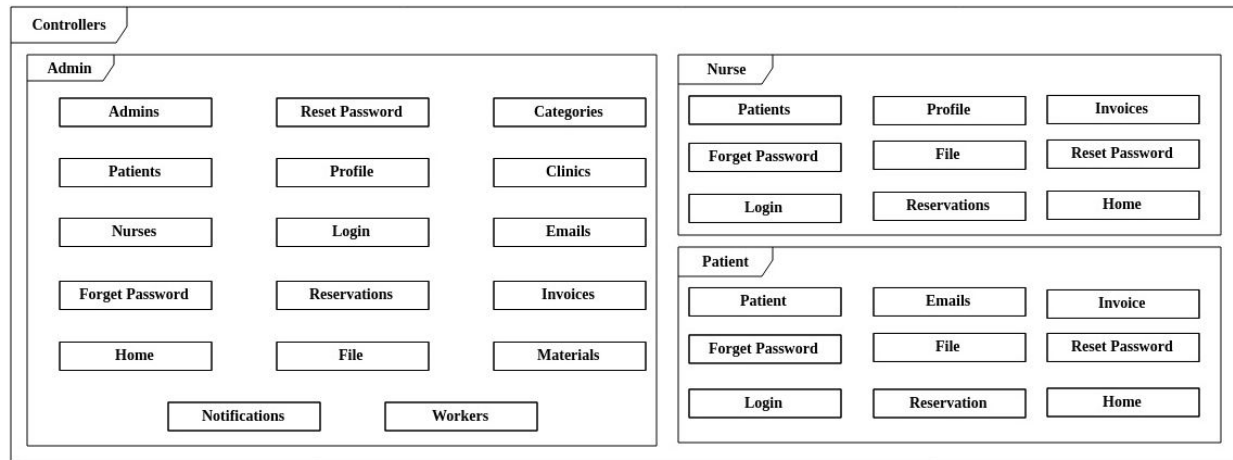 Controllers
Admin
Admins
Reset Password
Categories
Patients
Profile
Clinics
Nurses
Login
Emails
Forget Password
Reservations
Invoices
Home
File
Materials
Notifications
Workers
Nurse
Patients
Profile
Invoices
Forget Password
File
Reset Password
Login
Reservations
Home
Patient
Patient
Emails
Invoice
Forget Password
File
Reset Password
Login
Reservation
Home